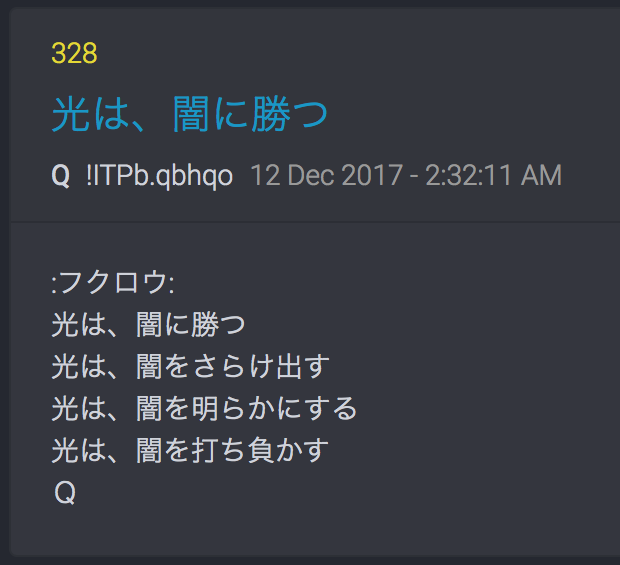 328
光は、闇に勝つ
Q !ITPb.qbhqo 12 Dec 2017 - 2:32:11 AM
:フクロウ:
光は、闇に勝つ
光は、闇をさらけ出す
光は、闇を明らかにする
光は、闇を打ち負かす
Q